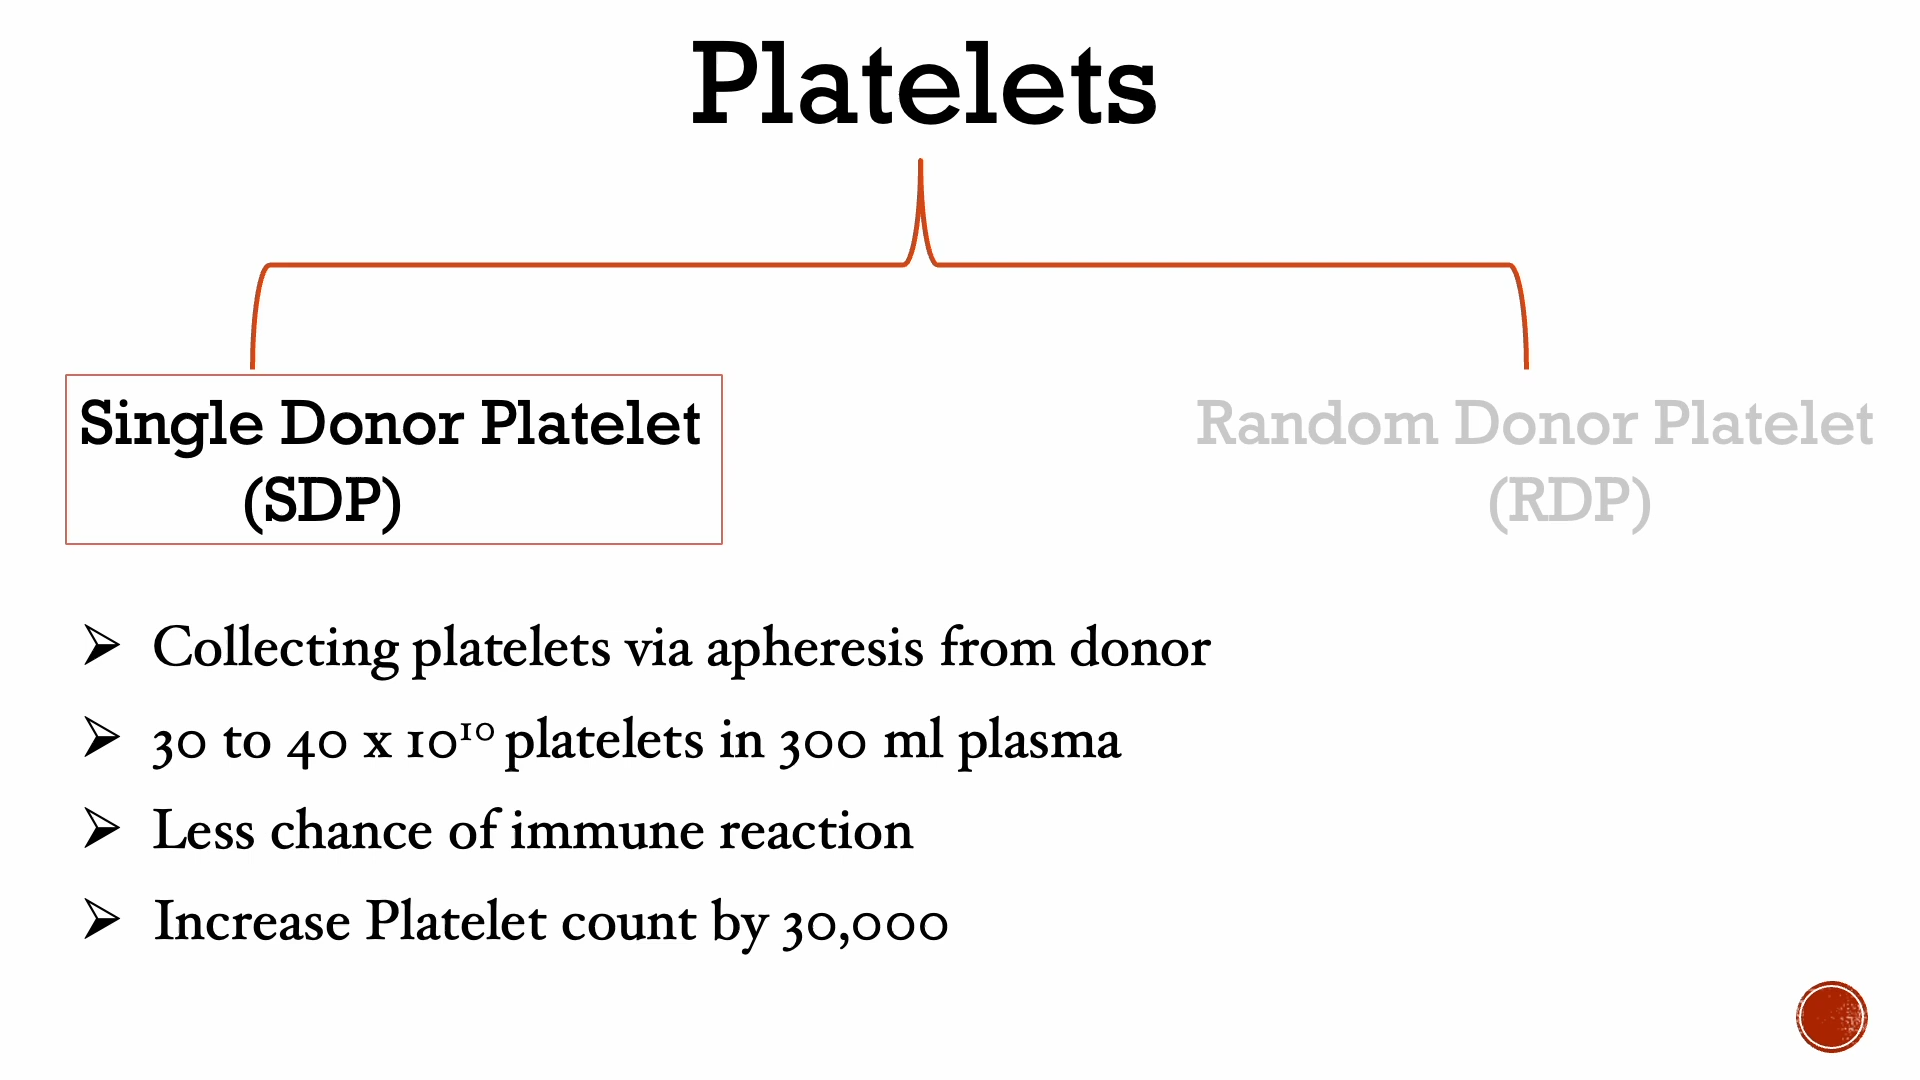 Platelets
Single Donor Platelet
(SDP)
Random Donor Platelet
(RDP)
➢ Collecting platelets via apheresis from donor
➢ 30 to 40 x 10¹⁰ platelets in 300 ml plasma
➢ Less chance of immune reaction
➢ Increase Platelet count by 30,000